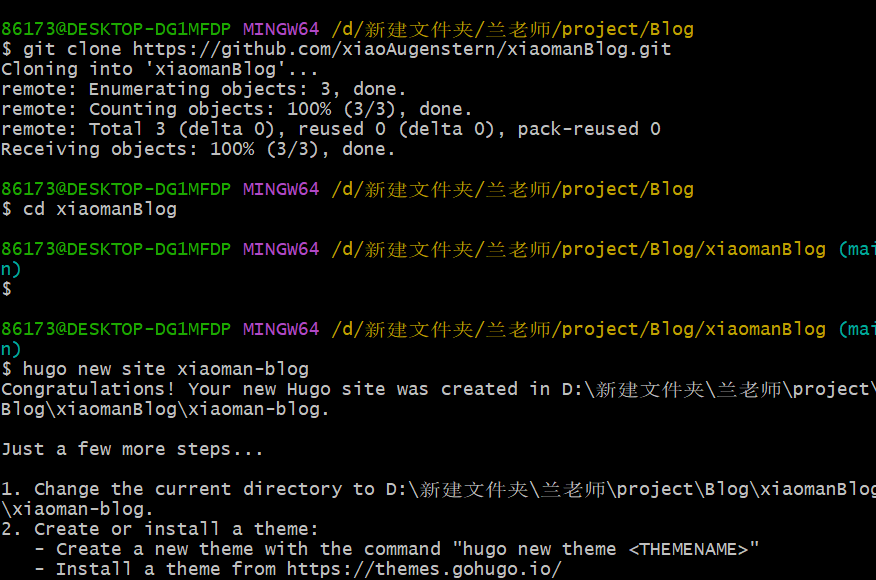 86173@DESKTOP-DG1MFDP MINGW64 /d/新建文件夹/兰老师/project/Blog
$ git clone https://github.com/xiaoAugenstern/xiaomanBlog.git
Cloning into 'xiaomanBlog'...
remote: Enumerating objects: 3, done.
remote: Counting objects: 100% (3/3), done.
remote: Total 3 (delta 0), reused 0 (delta 0), pack-reused 0
Receiving objects: 100% (3/3), done.
86173@DESKTOP-DG1MFDP MINGW64 /d/新建文件夹/兰老师/project/Blog
$ cd xiaomanBlog
86173@DESKTOP-DG1MFDP MINGW64 /d/新建文件夹/兰老师/project/Blog/xiaomanBlog (mai
n)
$
86173@DESKTOP-DG1MFDP MINGW64 /d/新建文件夹/兰老师/project/Blog/xiaomanBlog (mai
n)
$ hugo new site xiaoman-blog
Congratulations! Your new Hugo site was created in D:\新建文件夹\兰老师\project\
Blog\xiaomanBlog\xiaoman-blog.
Just a few more steps...
1. Change the current directory to D:\新建文件夹\兰老师\project\Blog\xiaomanBlog
\xiaoman-blog.
2. Create or install a theme:
- Create a new theme with the command "hugo new theme <THEMENAME>"
- Install a theme from https://themes.gohugo.io/